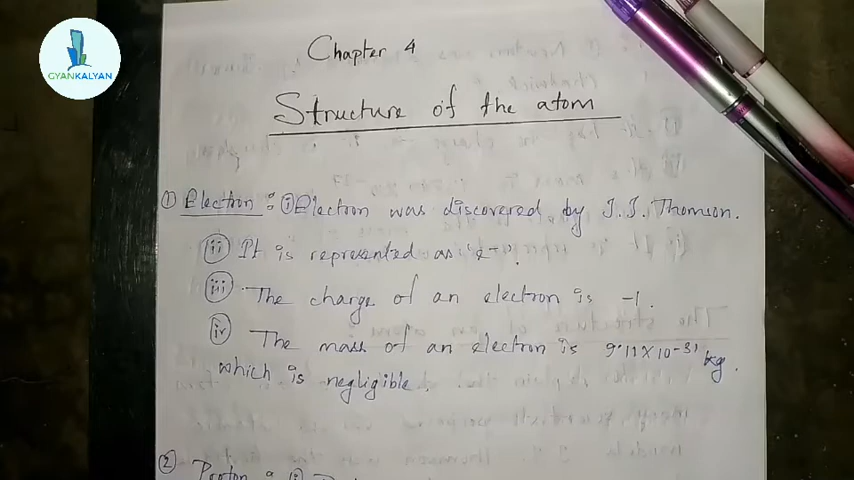 GYANKALYAN
Chapter 4
Structure of the atom
① Electron : ⓘ Electron was discovered by J.J. Thomson.
(ii) It is represented as 'e-'.
(iii) The charge of an electron is -1.
(iv) The mass of an electron is 9.11 x 10-31 kg.
which is negligible.
② Proton : ⓘ